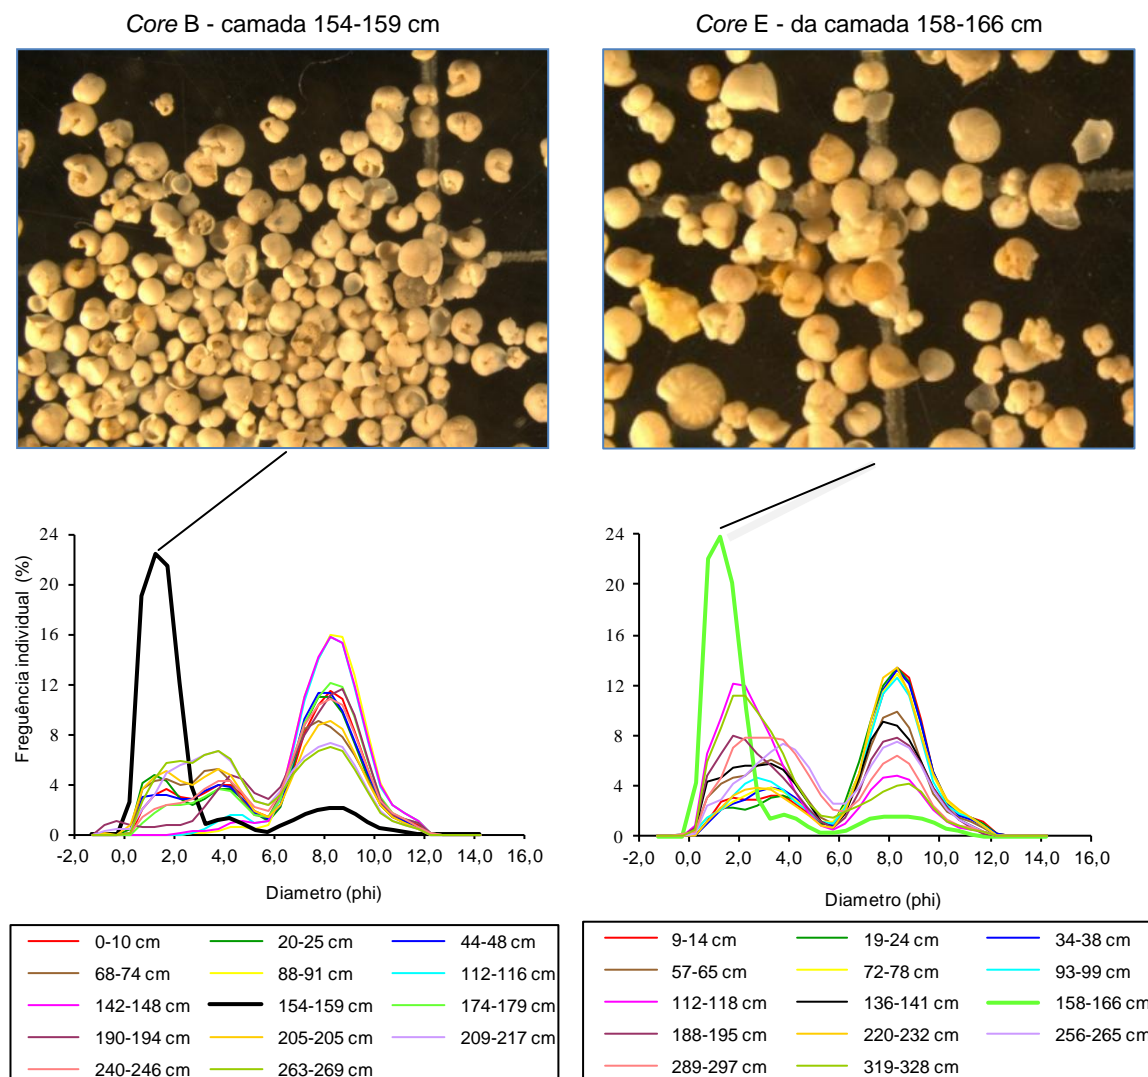 Core B - camada 154-159 cm
Core E - da camada 158-166 cm
24
20
16
12
8
4
0
Freguência individual (%)
-2,0 0,0 2,0 4,0 6,0 8,0 10,0 12,0 14,0 16,0
Diametro (phi)
24
20
16
12
8
4
0
-2,0 0,0 2,0 4,0 6,0 8,0 10,0 12,0 14,0 16,0
Diametro (phi)
0-10 cm 20-25 cm 44-48 cm
68-74 cm 88-91 cm 112-116 cm
142-148 cm 154-159 cm 174-179 cm
190-194 cm 205-205 cm 209-217 cm
240-246 cm 263-269 cm
9-14 cm 19-24 cm 34-38 cm
57-65 cm 72-78 cm 93-99 cm
112-118 cm 136-141 cm 158-166 cm
188-195 cm 220-232 cm 256-265 cm
289-297 cm 319-328 cm